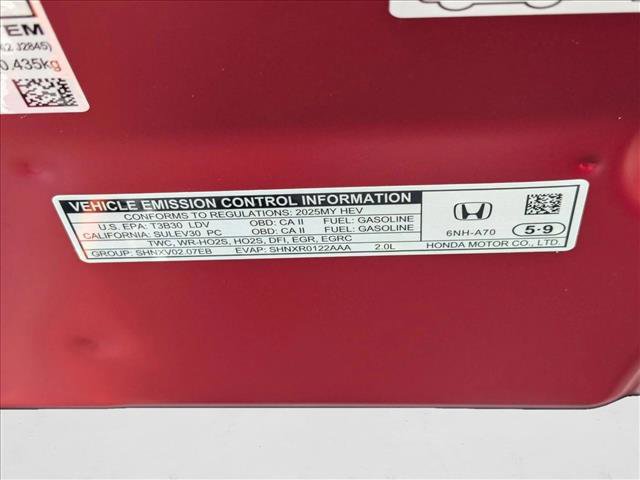 EM
J2845)
0.435kg
VEHICLE EMISSION CONTROL INFORMATION
CONFORMS TO REGULATIONS: 2025MY HEV
U.S. EPA: T3B30 LDV OBD: CA II FUEL: GASOLINE
CALIFORNIA: SULEV30 PC OBD: CA II FUEL: GASOLINE
TWC, WR-HO2S, HO2S, DFI, EGR, EGRC
GROUP: SHNXV02.07EB EVAP: SHNXR0122AAA 2.0L
6NH-A70 5-9
HONDA MOTOR CO., LTD.